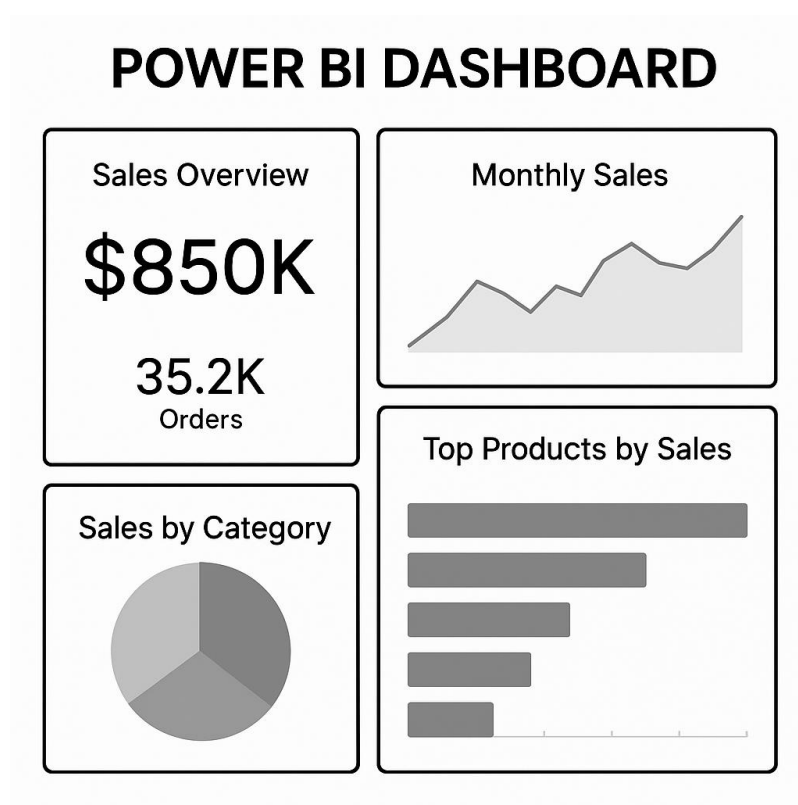 POWER BI DASHBOARD
Sales Overview
$850K
35.2K
Orders
Monthly Sales
Sales by Category
Top Products by Sales